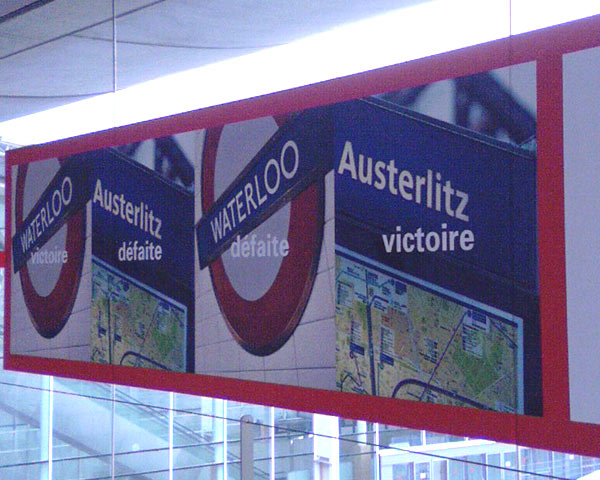 WATERLOO
victoire
Austerlitz
défaite
WATERLOO
défaite
Austerlitz
victoire